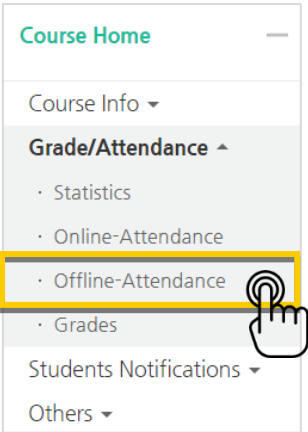 Course Home
Course Info
Grade/Attendance
· Statistics
· Online-Attendance
· Offline-Attendance
· Grades
Students Notifications
Others